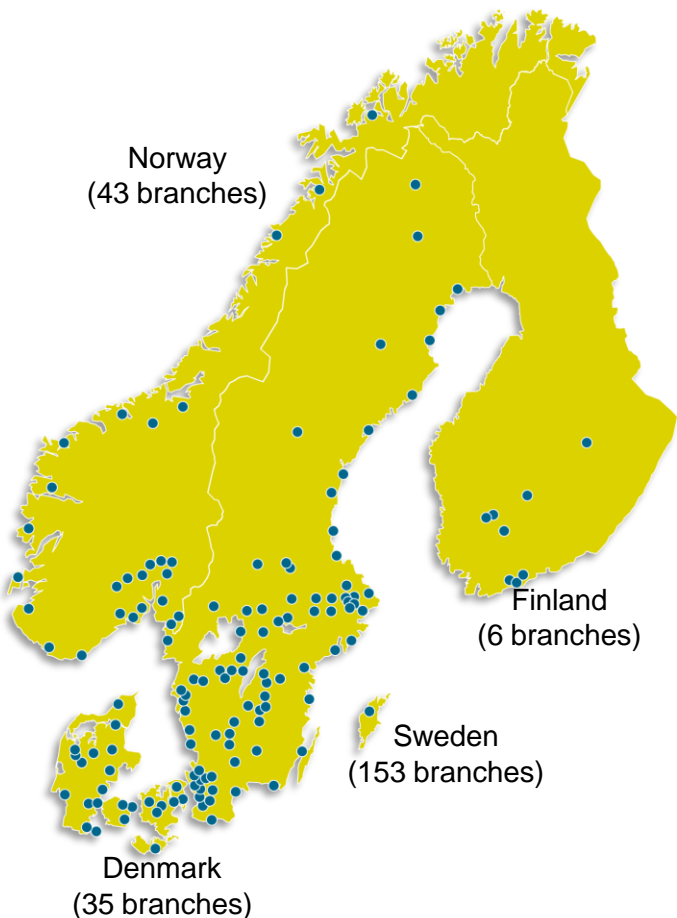 Norway
(43 branches)
Finland
(6 branches)
Sweden
(153 branches)
Denmark
(35 branches)